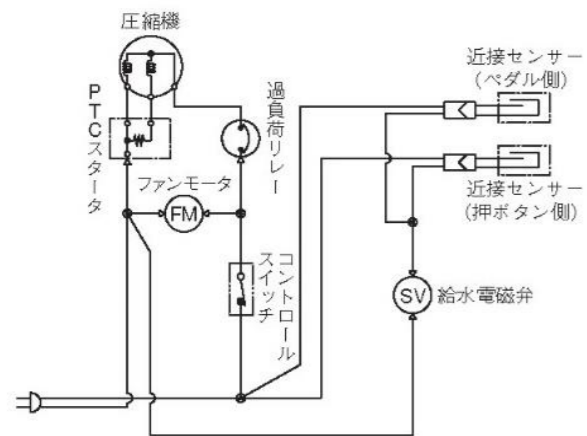 圧縮機
PTCスタータ
過負荷リレー
近接センサー
(ペダル側)
ファンモータ
FM
近接センサー
(押ボタン側)
コントロール
スイッチ
SV
給水電磁弁